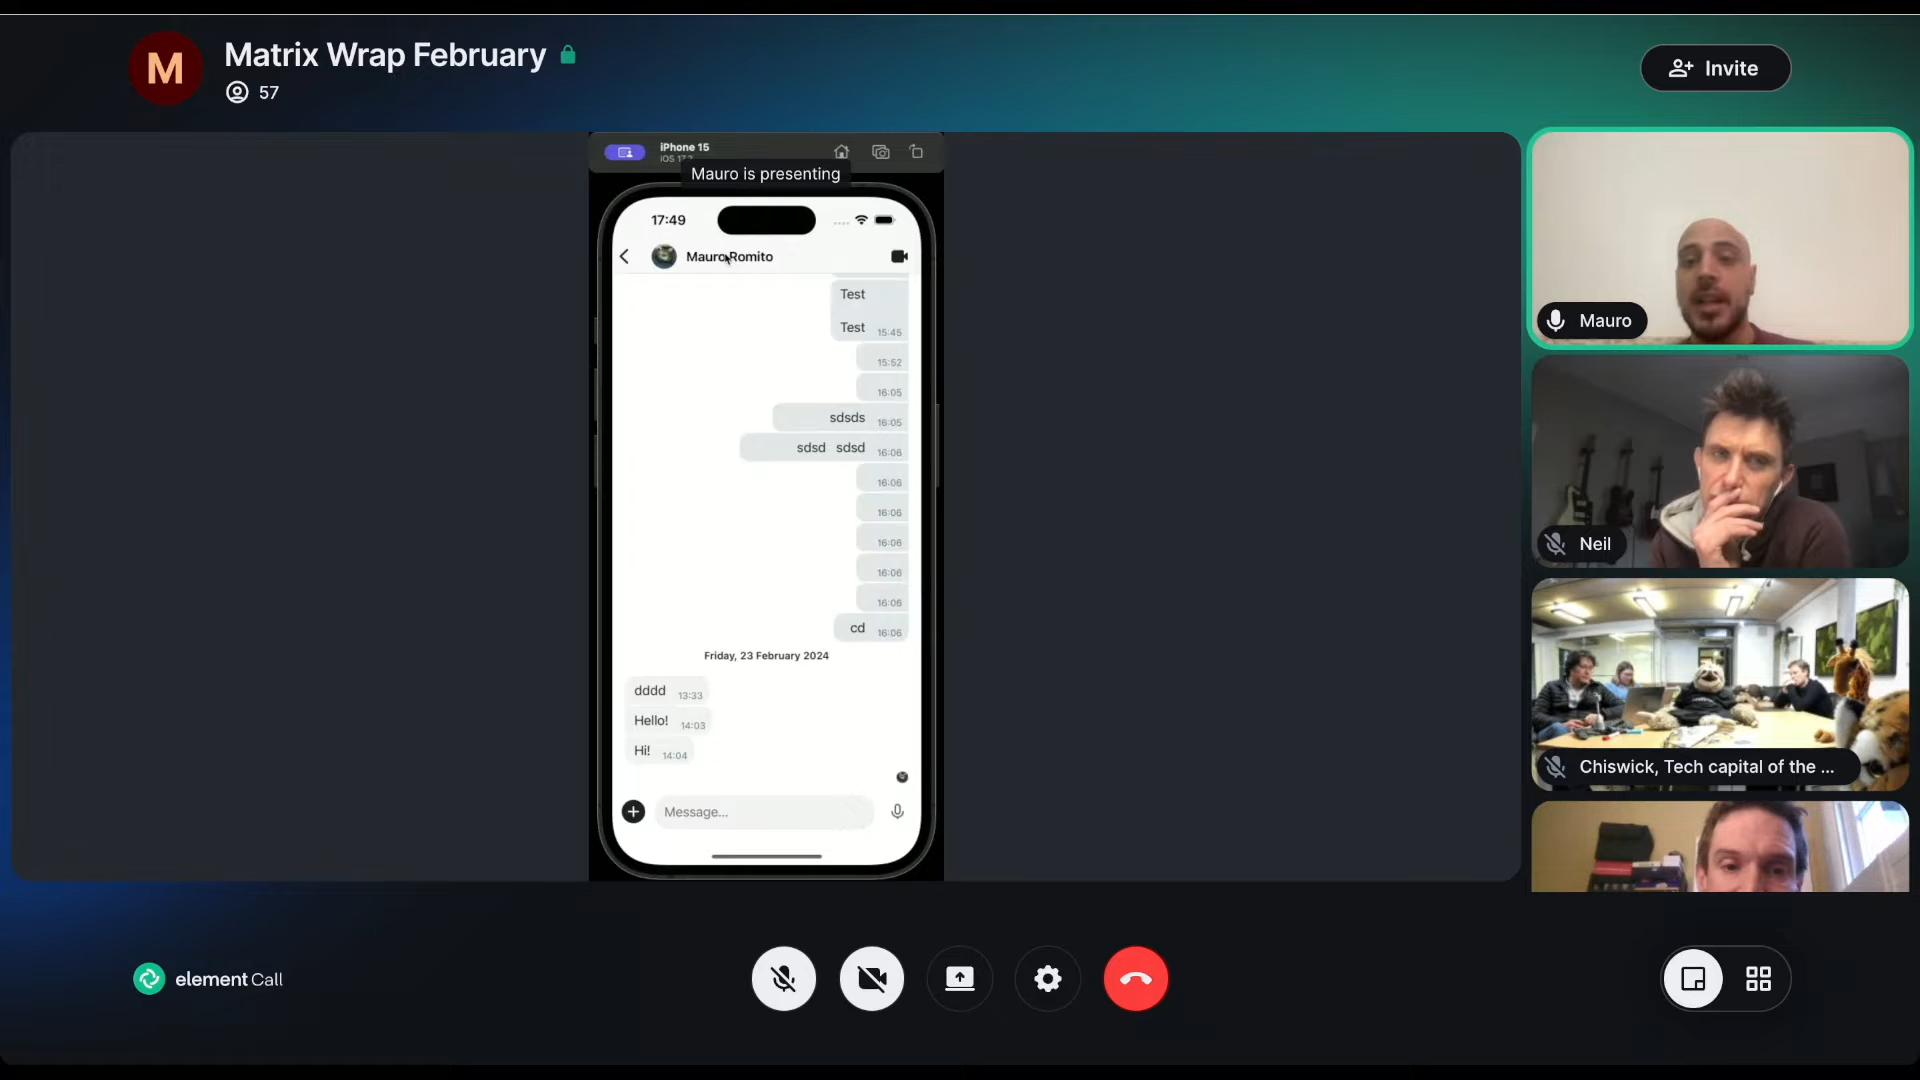 M
Matrix Wrap February
57
Invite
iPhone 15
Mauro is presenting
17:49
Mauro Romito
Test
Test 15:45
15:52
16:05
sdsds 16:05
sdsd sdsd 16:06
16:06
16:06
16:06
16:06
16:06
cd 16:06
Friday, 23 February 2024
dddd 13:33
Hello! 14:03
Hi! 14:04
Message...
Mauro
Neil
Chiswick, Tech capital of the ...
element Call